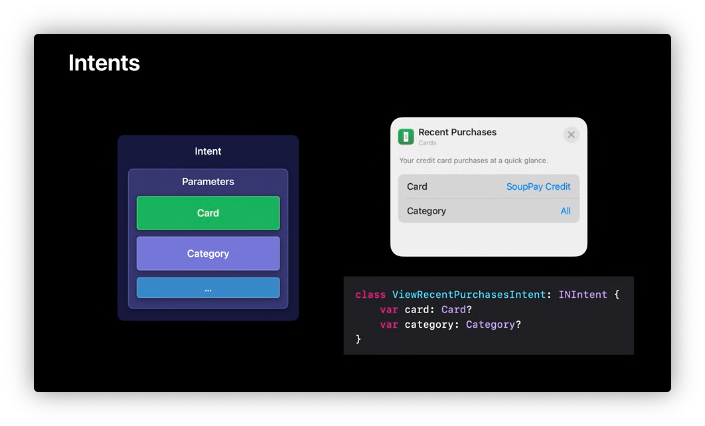 Intents
Intent
Parameters
Card
Category
...
Recent Purchases
Cards
Your credit card purchases at a quick glance.
Card SoupPay Credit
Category All
class ViewRecentPurchasesIntent: INIntent {
    var card: Card?
    var category: Category?
}